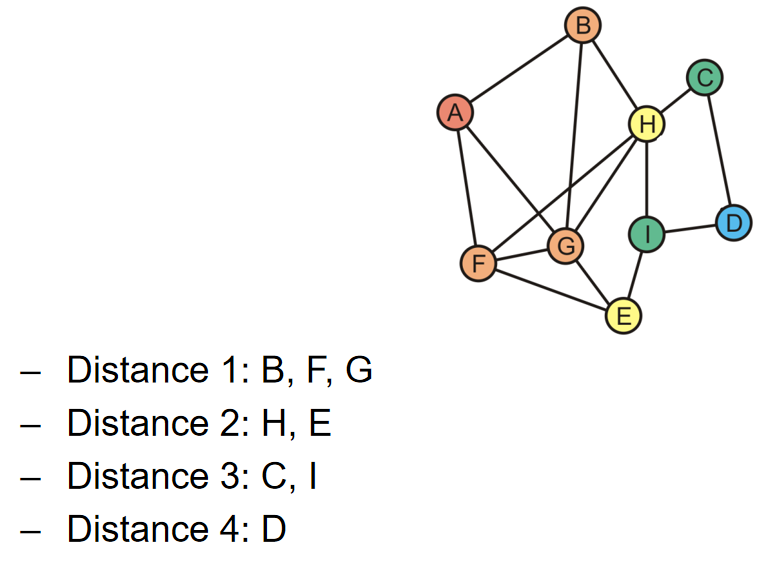 B
C
A
H
G
I
D
F
E
– Distance 1: B, F, G
– Distance 2: H, E
– Distance 3: C, I
– Distance 4: D